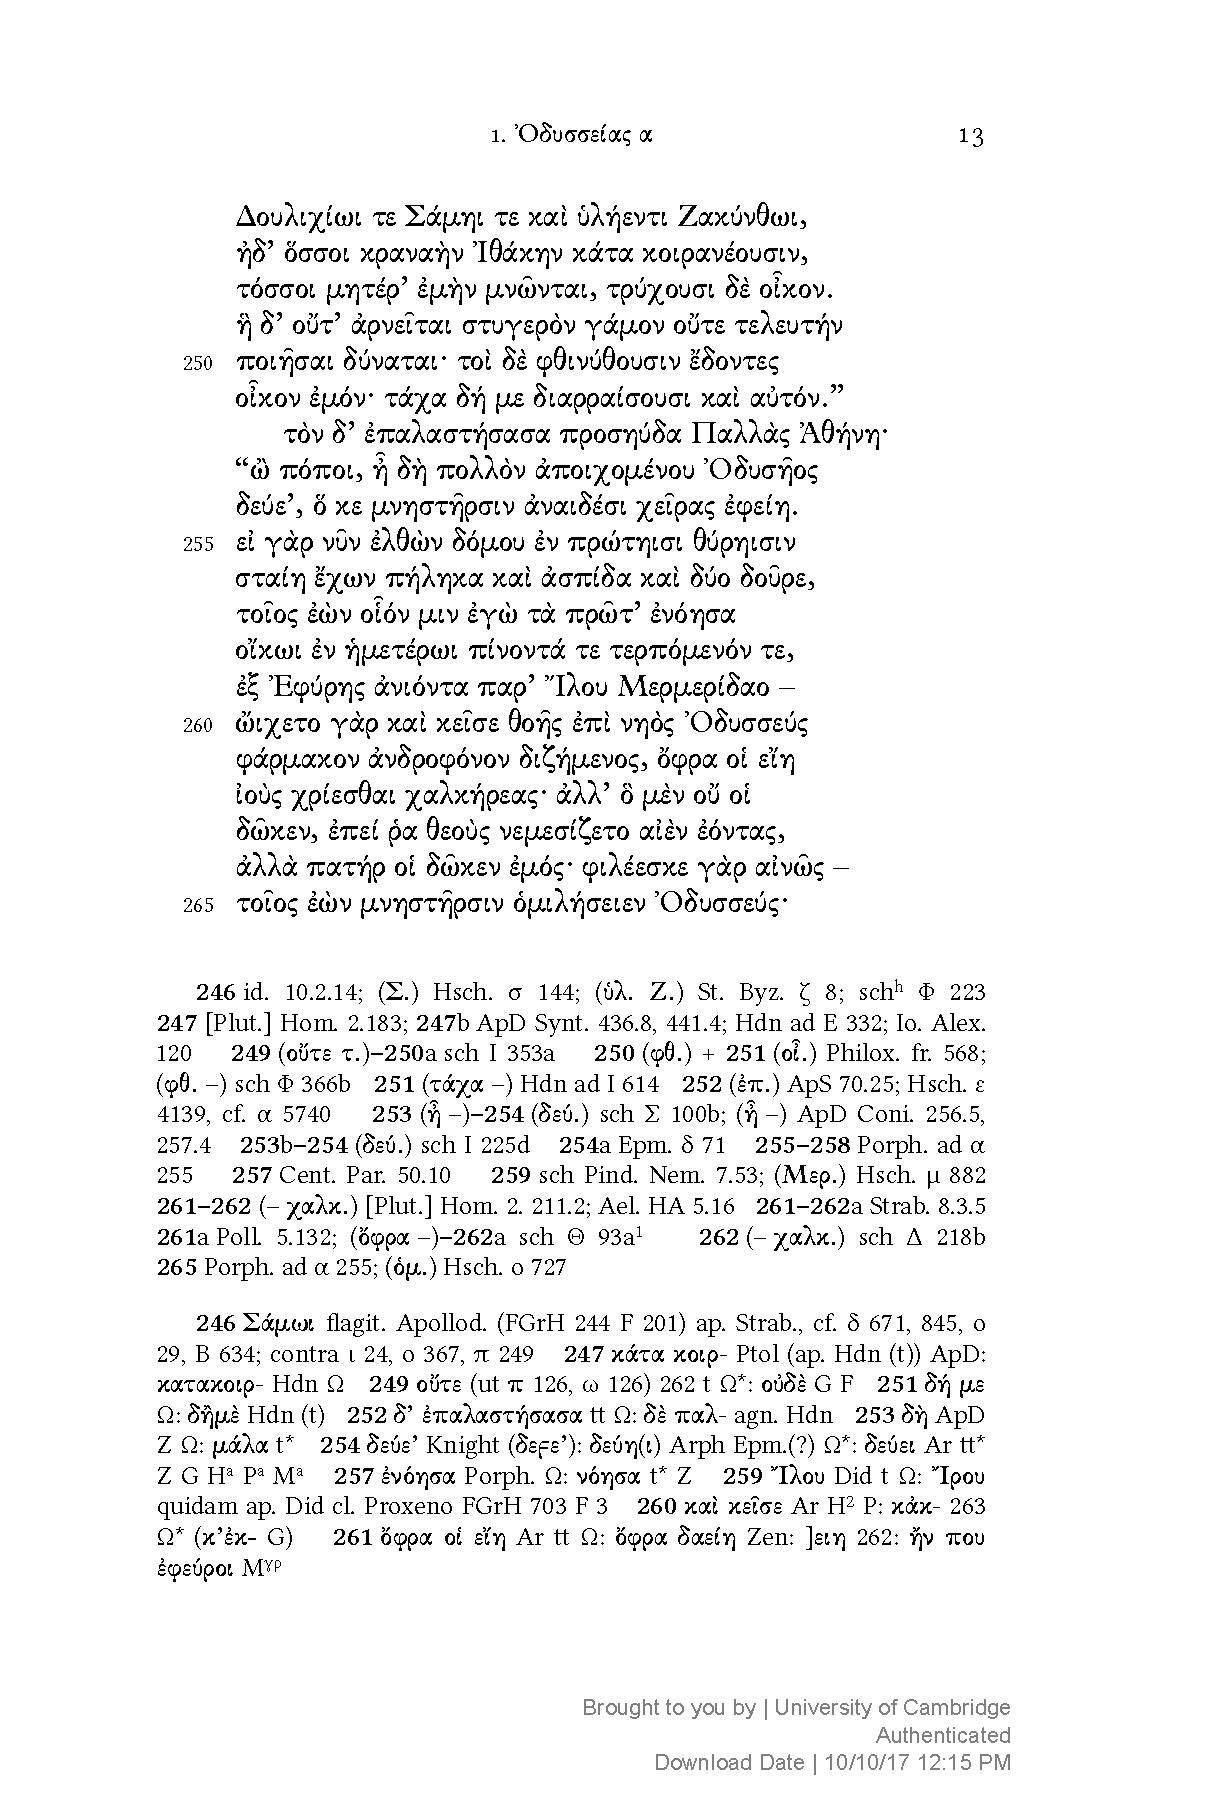 1. Ὀδυσσείας α 13
Δουλιχίωι τε Σάμηι τε καὶ ὑλήεντι Ζακύνθωι,
ἠδ’ ὅσσοι κραναὴν Ἰθάκην κάτα κοιρανέουσιν,
τόσσοι μητέρ’ ἐμὴν μνῶνται, τρύχουσι δὲ οἶκον.
ἣ δ’ οὔτ’ ἀρνεῖται στυγερὸν γάμον οὔτε τελευτήν
250 ποιῆσαι δύναται· τοὶ δὲ φθινύθουσιν ἔδοντες
οἶκον ἐμόν· τάχα δή με διαρραίσουσι καὶ αὐτόν.”
τὸν δ’ ἐπαλαστήσασα προσηύδα Παλλὰς Ἀθήνη·
“ὢ πόποι, ἦ δὴ πολλὸν ἀποιχομένου Ὀδυσῆος
δεύε’, ὅ κε μνηστῆρσιν ἀναιδέσι χεῖρας ἐφείη.
255 εἰ γὰρ νῦν ἐλθὼν δόμου ἐν πρώτηισι θύρηισιν
σταίη ἔχων πήληκα καὶ ἀσπίδα καὶ δύο δοῦρε,
τοῖος ἐὼν οἷόν μιν ἐγὼ τὰ πρῶτ’ ἐνόησα
οἴκωι ἐν ἡμετέρωι πίνοντά τε τερπόμενόν τε,
ἐξ Ἐφύρης ἀνιόντα παρ’ Ἴλου Μερμερίδαο –
260 ὤιχετο γὰρ καὶ κεῖσε θοῆς ἐπὶ νηὸς Ὀδυσσεύς
φάρμακον ἀνδροφόνον διζήμενος, ὄφρα οἱ εἴη
ἰοὺς χρίεσθαι χαλκήρεας· ἀλλ’ ὃ μὲν οὔ οἱ
δῶκεν, ἐπεί ῥα θεοὺς νεμεσίζετο αἰὲν ἐόντας,
ἀλλὰ πατήρ οἱ δῶκεν ἐμός· φιλέεσκε γὰρ αἰνῶς –
265 τοῖος ἐὼν μνηστῆρσιν ὁμιλήσειεν Ὀδυσσεύς·
246 id. 10.2.14; (Σ.) Hsch. σ 144; (ὑλ. Ζ.) St. Byz. ζ 8; schʰ Φ 223
247 [Plut.] Hom. 2.183; 247b ApD Synt. 436.8, 441.4; Hdn ad E 332; Io. Alex.
120 249 (οὔτε τ.)–250a sch I 353a 250 (φθ.) + 251 (οἶ.) Philox. fr. 568;
(φθ. –) sch Φ 366b 251 (τάχα –) Hdn ad I 614 252 (ἐπ.) ApS 70.25; Hsch. ε
4139, cf. α 5740 253 (ἦ –)–254 (δεύ.) sch Σ 100b; (ἦ –) ApD Coni. 256.5,
257.4 253b–254 (δεύ.) sch I 225d 254a Epm. δ 71 255–258 Porph. ad α
255 257 Cent. Par. 50.10 259 sch Pind. Nem. 7.53; (Μερ.) Hsch. μ 882
261–262 (– χαλκ.) [Plut.] Hom. 2. 211.2; Ael. HA 5.16 261–262a Strab. 8.3.5
261a Poll. 5.132; (ὄφρα –)–262a sch Θ 93a¹ 262 (– χαλκ.) sch Δ 218b
265 Porph. ad α 255; (ὁμ.) Hsch. ο 727
246 Σάμωι flagit. Apollod. (FGrH 244 F 201) ap. Strab., cf. δ 671, 845, ο
29, Β 634; contra ι 24, ο 367, π 249 247 κάτα κοιρ- Ptol (ap. Hdn (t)) ApD:
κατακοιρ- Hdn Ω 249 οὔτε (ut π 126, ω 126) 262 t Ω*: οὐδὲ G F 251 δή με
Ω: δῆμὲ Hdn (t) 252 δ’ ἐπαλαστήσασα tt Ω: δὲ παλ- agn. Hdn 253 δὴ ApD
Z Ω: μάλα t* 254 δεύε’ Knight (δεϝε’): δεύη(ι) Arph Epm.(?) Ω*: δεύει Ar tt*
Z G Hᵃ Pᵃ Mᵃ 257 ἐνόησα Porph. Ω: νόησα t* Z 259 Ἴλου Did t Ω: Ἴρου
quidam ap. Did cl. Proxeno FGrH 703 F 3 260 καὶ κεῖσε Ar H² P: κἀκ- 263
Ω* (κ’ἐκ- G) 261 ὄφρα οἱ εἴη Ar tt Ω: ὄφρα δαείη Zen: ]ειη 262: ἤν που
ἐφεύροι Mᵞᵖ
Brought to you by | University of Cambridge
Authenticated
Download Date | 10/10/17 12:15 PM